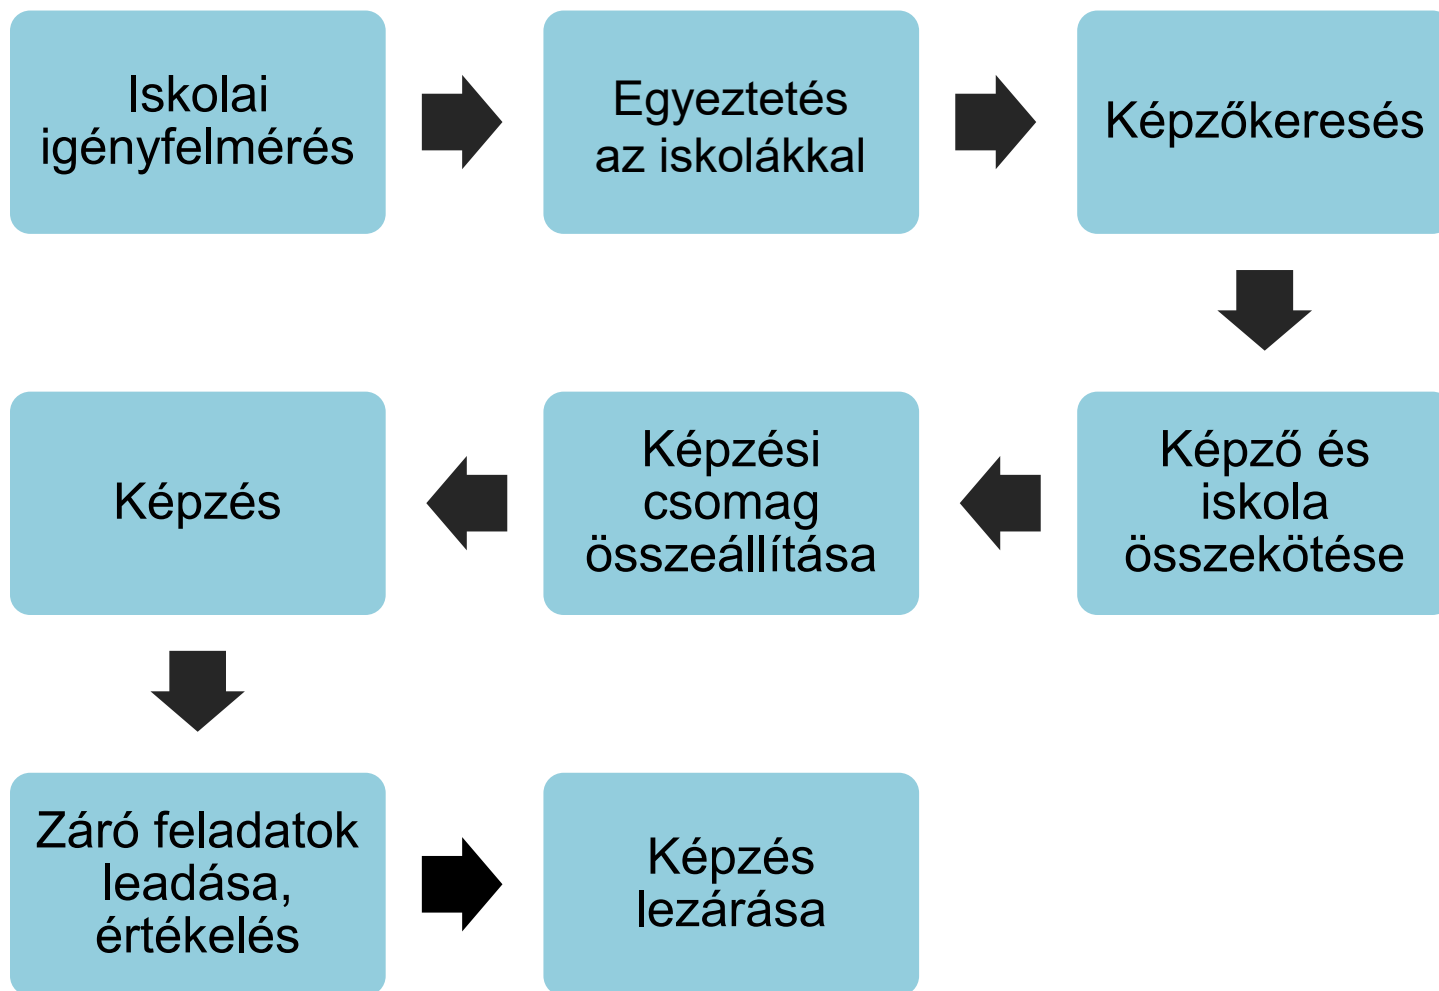 Iskolai
igényfelmérés
Egyeztetés
az iskolákkal
Képzőkeresés
Képző és
iskola
összekötése
Képzési
csomag
összeállítása
Képzés
Záró feladatok
leadása,
értékelés
Képzés
lezárása